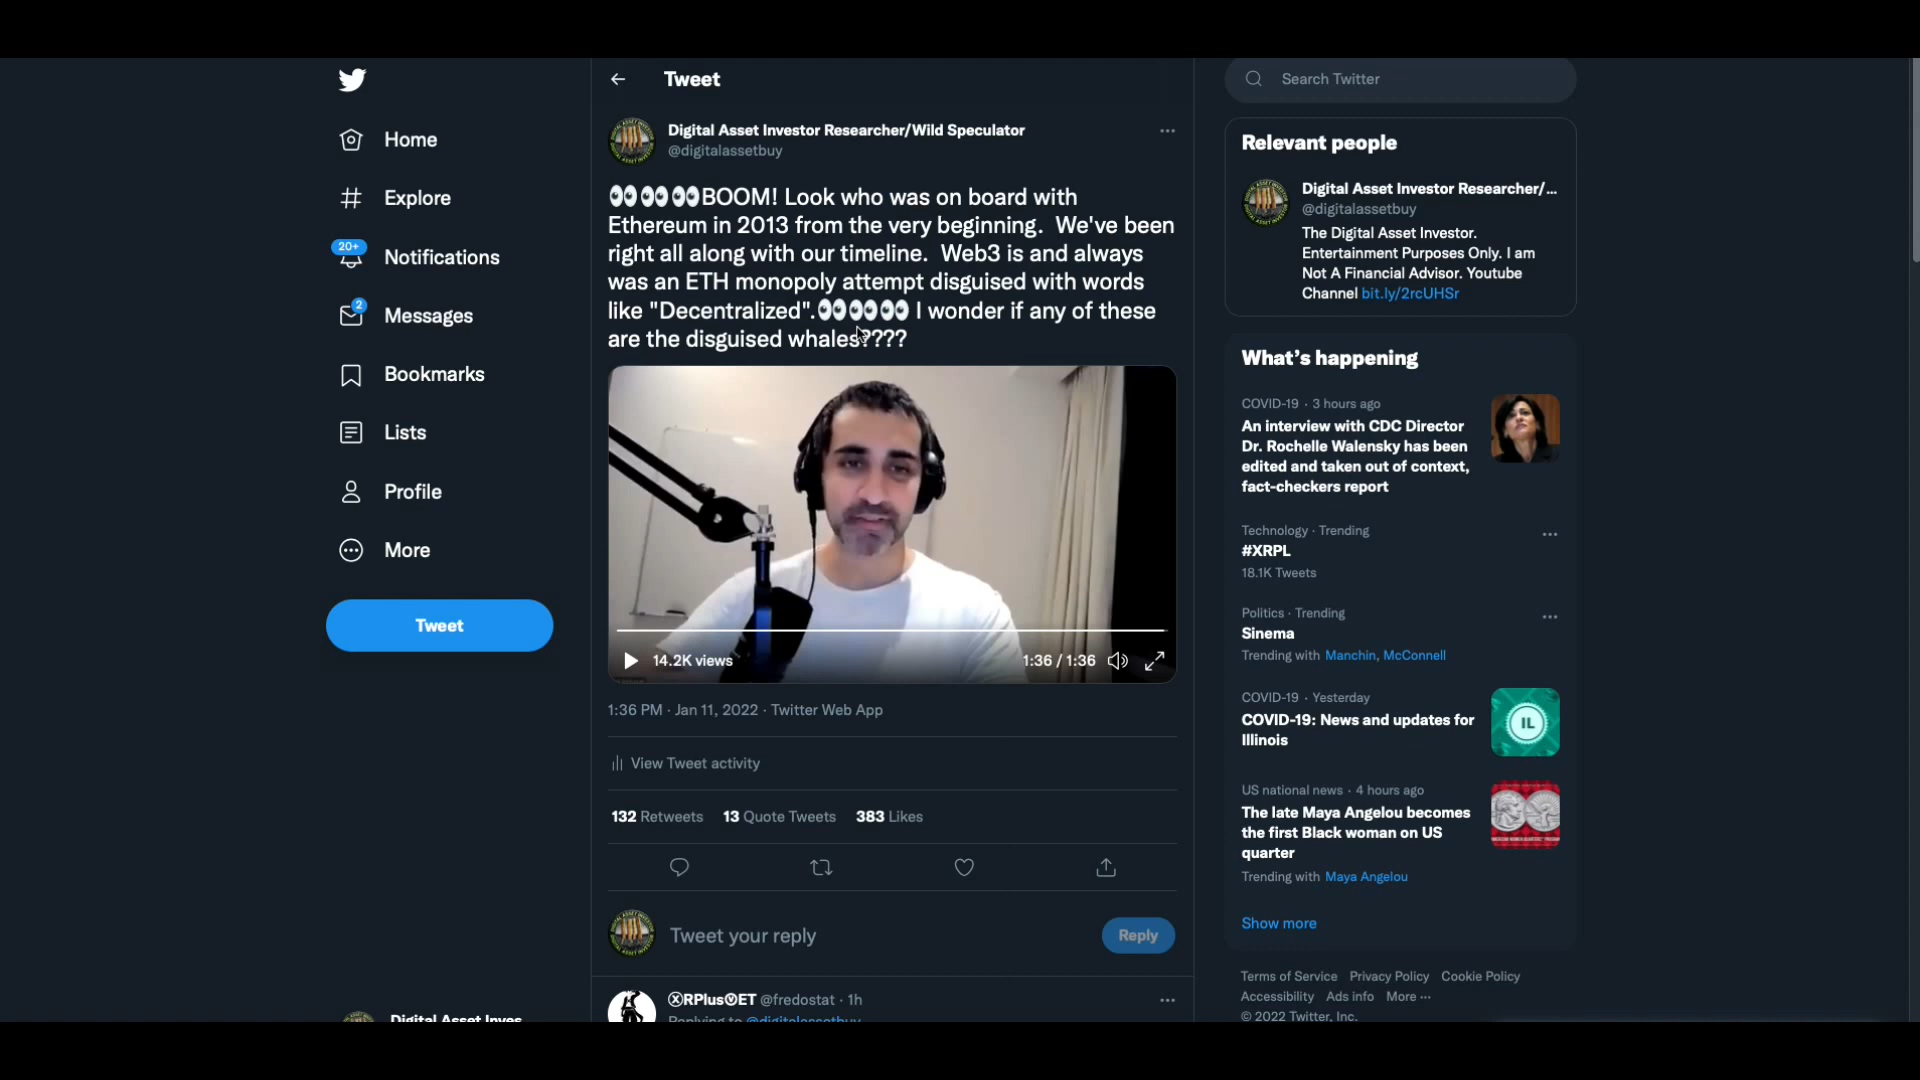 Home
Explore
20+
Notifications
2
Messages
Bookmarks
Lists
Profile
More
Tweet
Digital Asset Inves
Tweet
Digital Asset Investor Researcher/Wild Speculator
@digitalassetbuy
👀👀👀BOOM! Look who was on board with
Ethereum in 2013 from the very beginning. We've been
right all along with our timeline. Web3 is and always
was an ETH monopoly attempt disguised with words
like "Decentralized".👀👀👀 I wonder if any of these
are the disguised whales????
14.2K views
1:36 / 1:36
1:36 PM · Jan 11, 2022 · Twitter Web App
View Tweet activity
132 Retweets 13 Quote Tweets 383 Likes
Tweet your reply
Reply
ⓧRPlusⓥET @fredostat · 1h
Replying to @digitalassetbuy
Search Twitter
Relevant people
Digital Asset Investor Researcher/...
@digitalassetbuy
The Digital Asset Investor.
Entertainment Purposes Only. I am
Not A Financial Advisor. Youtube
Channel bit.ly/2rcUHSr
What's happening
COVID-19 · 3 hours ago
An interview with CDC Director
Dr. Rochelle Walensky has been
edited and taken out of context,
fact-checkers report
Technology · Trending
#XRPL
18.1K Tweets
Politics · Trending
Sinema
Trending with Manchin, McConnell
COVID-19 · Yesterday
COVID-19: News and updates for
Illinois
IL
US national news · 4 hours ago
The late Maya Angelou becomes
the first Black woman on US
quarter
Trending with Maya Angelou
Show more
Terms of Service Privacy Policy Cookie Policy
Accessibility Ads info More ...
© 2022 Twitter, Inc.